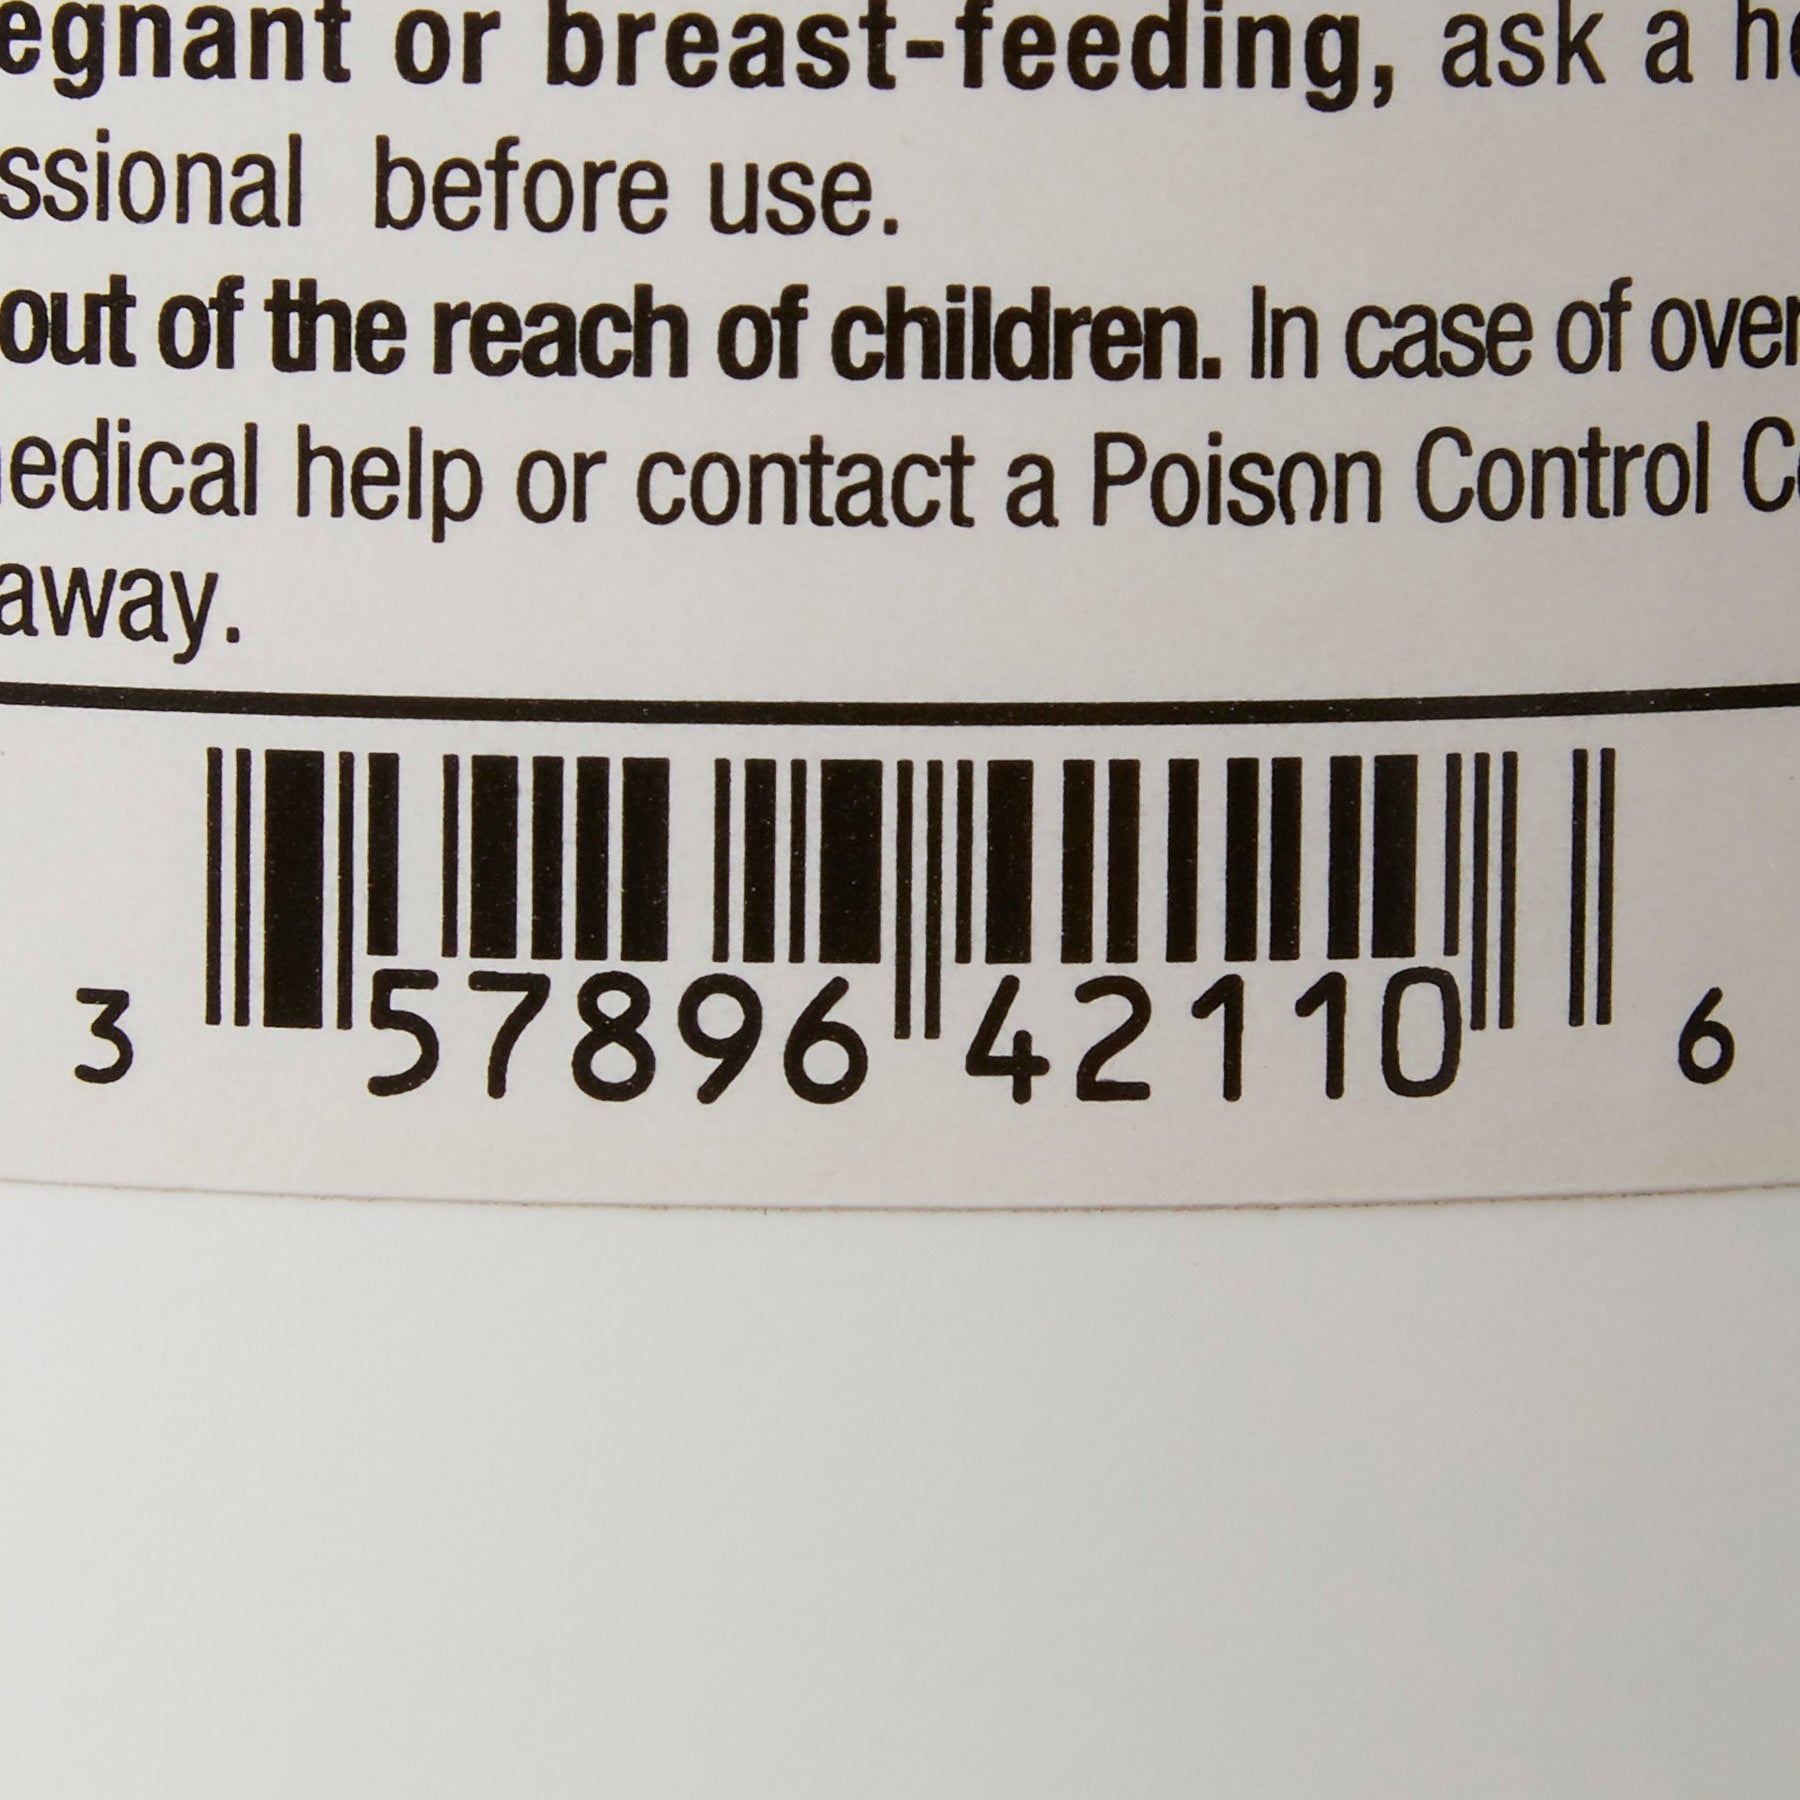 egnant or breast-feeding, ask a he
ssional before use.
out of the reach of children. In case of over
edical help or contact a Poison Control Ce
away.
3 57896 42110 6